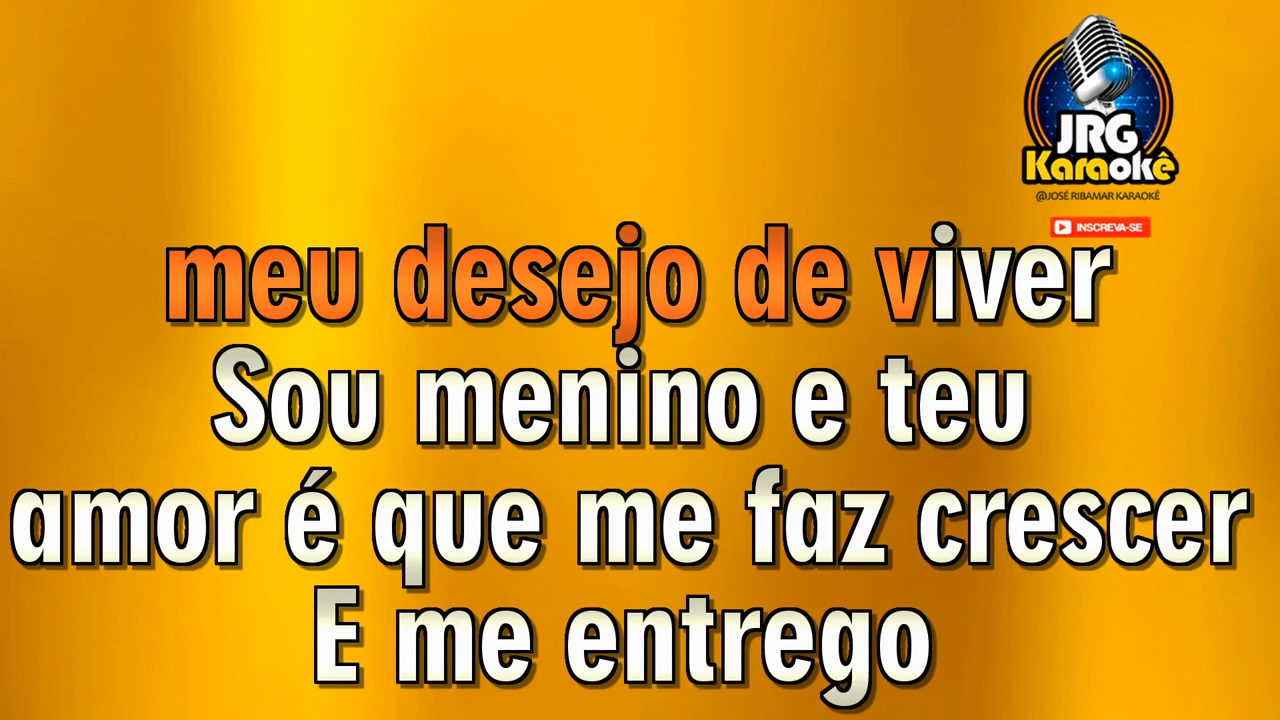 JRG
Karaokê
@JOSÉ RIBAMAR KARAOKÊ
INSCREVA-SE
meu desejo de viver
Sou menino e teu
amor é que me faz crescer
E me entrego